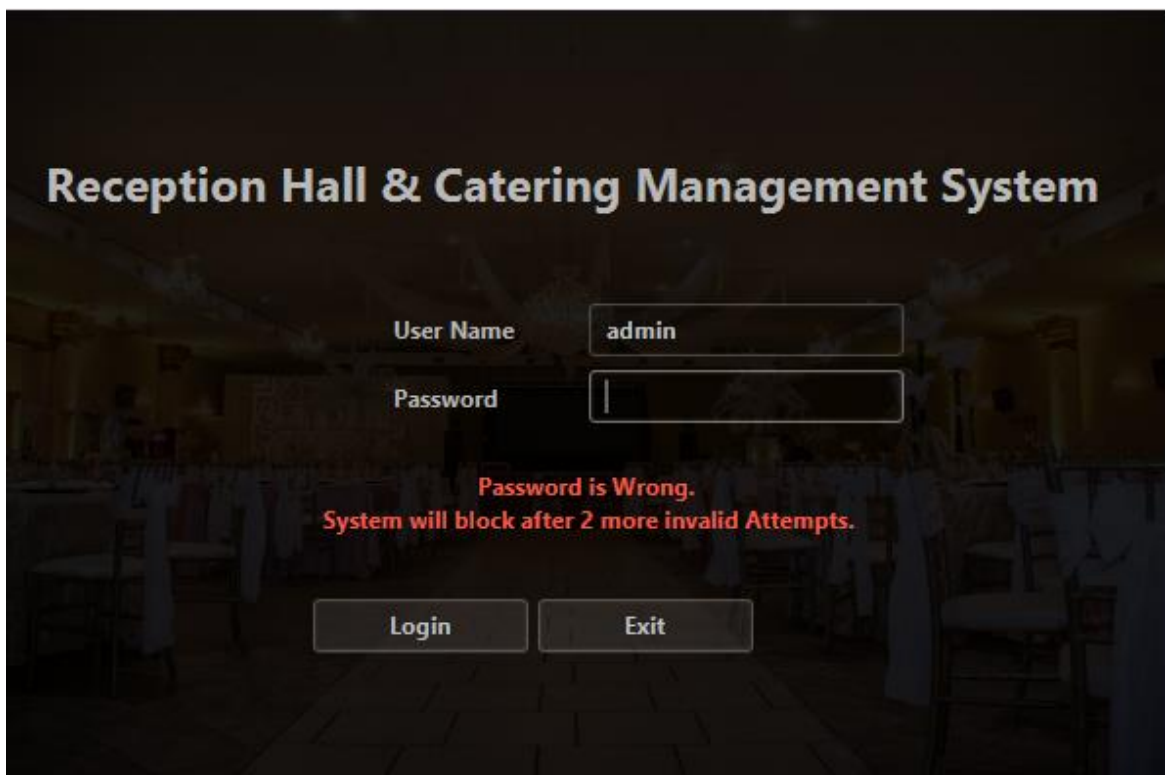 Reception Hall & Catering Management System
User Name admin
Password
Password is Wrong.
System will block after 2 more invalid Attempts.
Login Exit